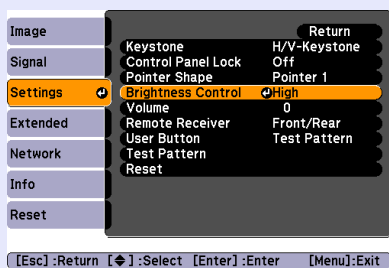 Image
Signal
Settings
Extended
Network
Info
Reset
Return
Keystone H/V-Keystone
Control Panel Lock Off
Pointer Shape Pointer 1
Brightness Control High
Volume 0
Remote Receiver Front/Rear
User Button Test Pattern
Test Pattern
Reset
[Esc] :Return [◆] :Select [Enter] :Enter [Menu] :Exit